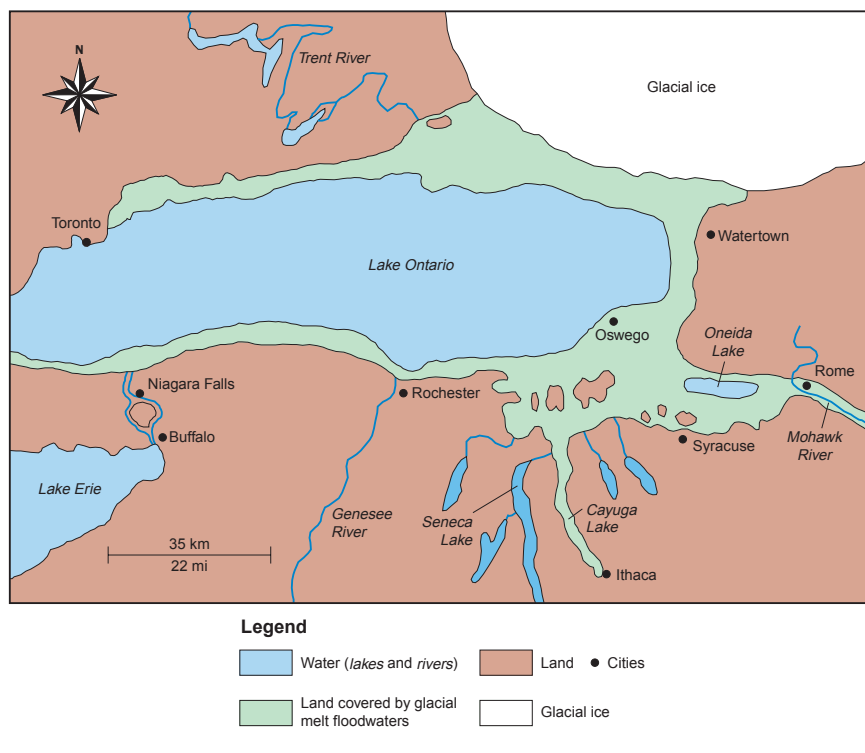 N
Trent River
Glacial ice
Toronto
Watertown
Lake Ontario
Oswego
Oneida
Lake
Rome
Niagara Falls
Rochester
Buffalo
Syracuse
Mohawk
River
Lake Erie
Genesee
River
Seneca
Lake
Cayuga
Lake
35 km
22 mi
Ithaca
Legend
Water (lakes and rivers)
Land
Cities
Land covered by glacial
melt floodwaters
Glacial ice